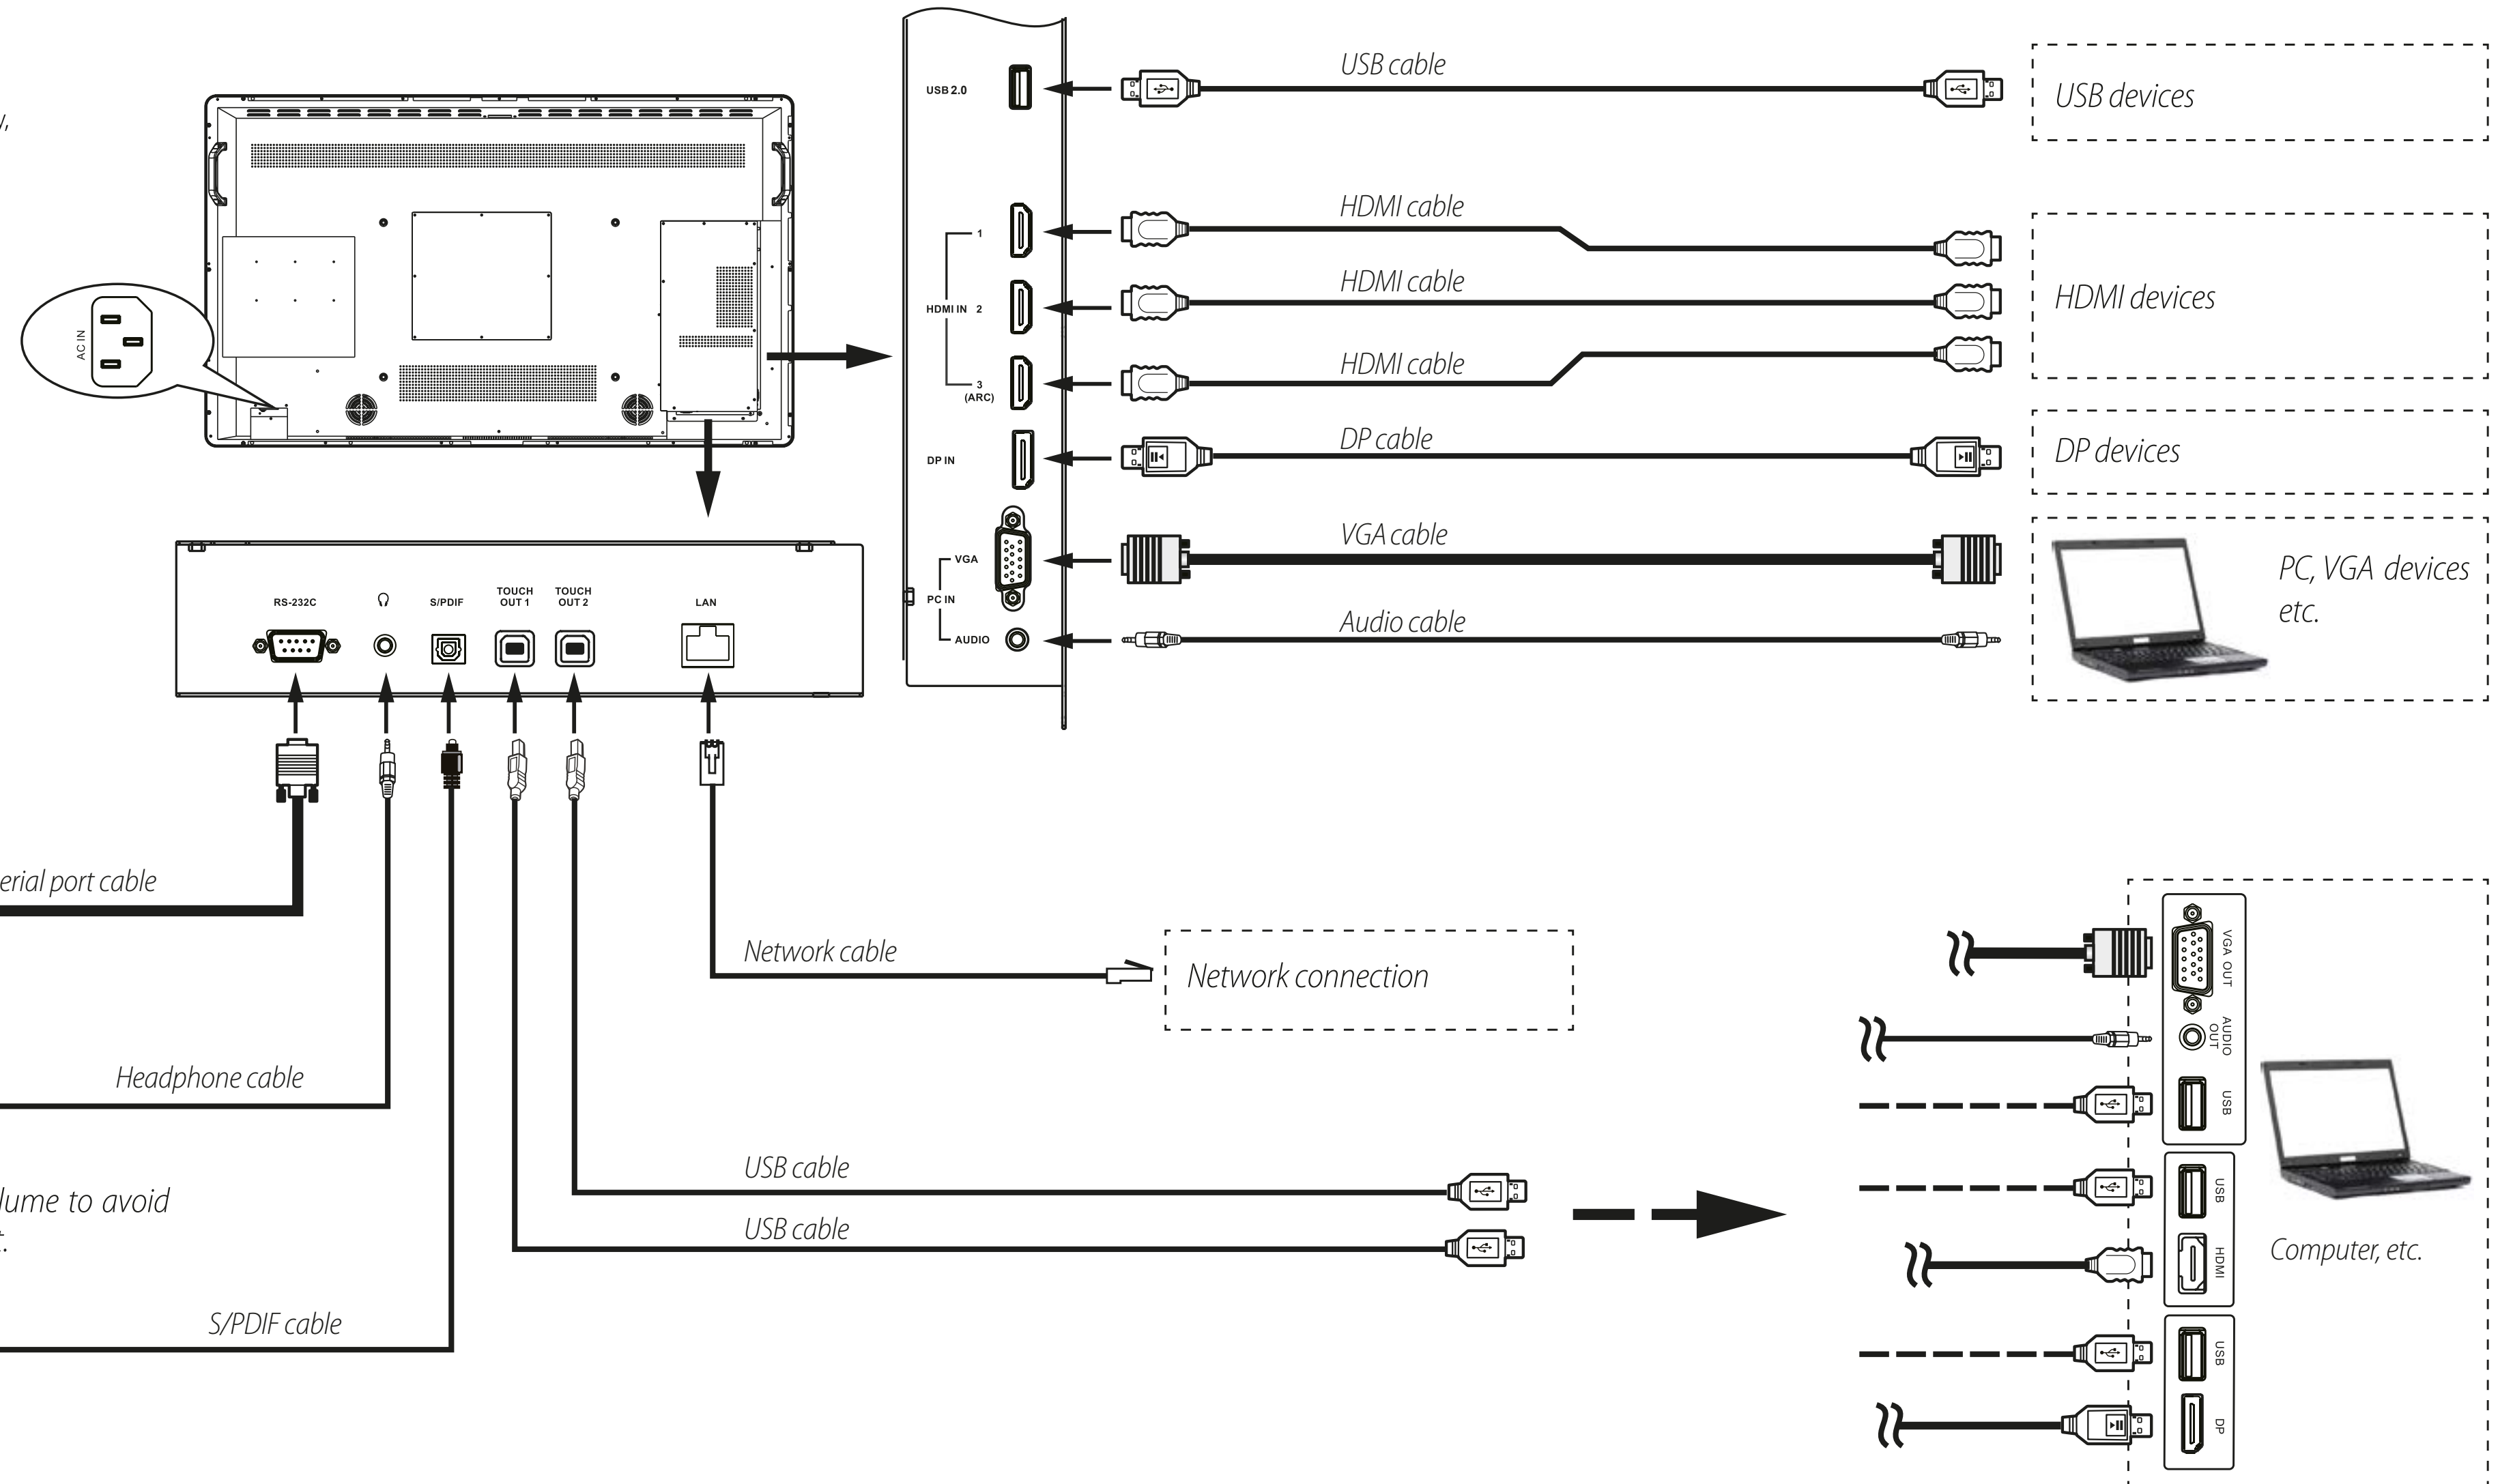 USB 2.0
USB cable
USB devices
HDMI cable
1
HDMI cable
HDMI IN 2
HDMI devices
HDMI cable
3
(ARC)
AC IN
DP cable
DP IN
DP devices
VGA cable
VGA
PC IN
PC, VGA devices
etc.
Audio cable
AUDIO
RS-232C
S/PDIF
TOUCH
OUT 1
TOUCH
OUT 2
LAN
erial port cable
Network cable
Network connection
Headphone cable
USB cable
USB cable
lume to avoid
S/PDIF cable
VGA OUT
AUDIO
OUT
USB
USB
HDMI
Computer, etc.
USB
DP